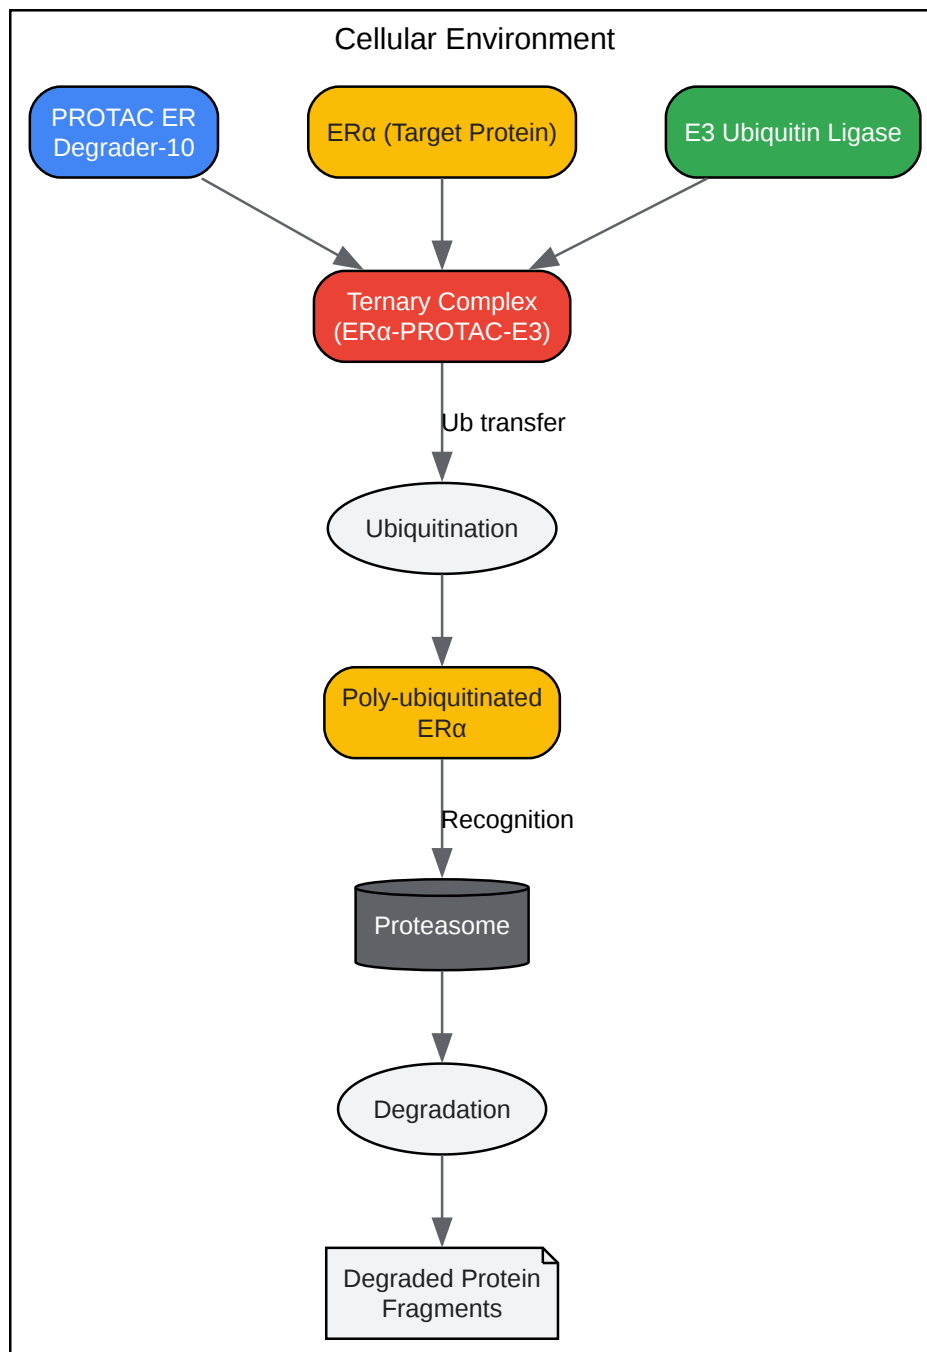 Cellular Environment
PROTAC ER
Degrader-10
ERα (Target Protein)
E3 Ubiquitin Ligase
Ternary Complex
(ERα-PROTAC-E3)
Ub transfer
Ubiquitination
Poly-ubiquitinated
ERα
Recognition
Proteasome
Degradation
Degraded Protein
Fragments